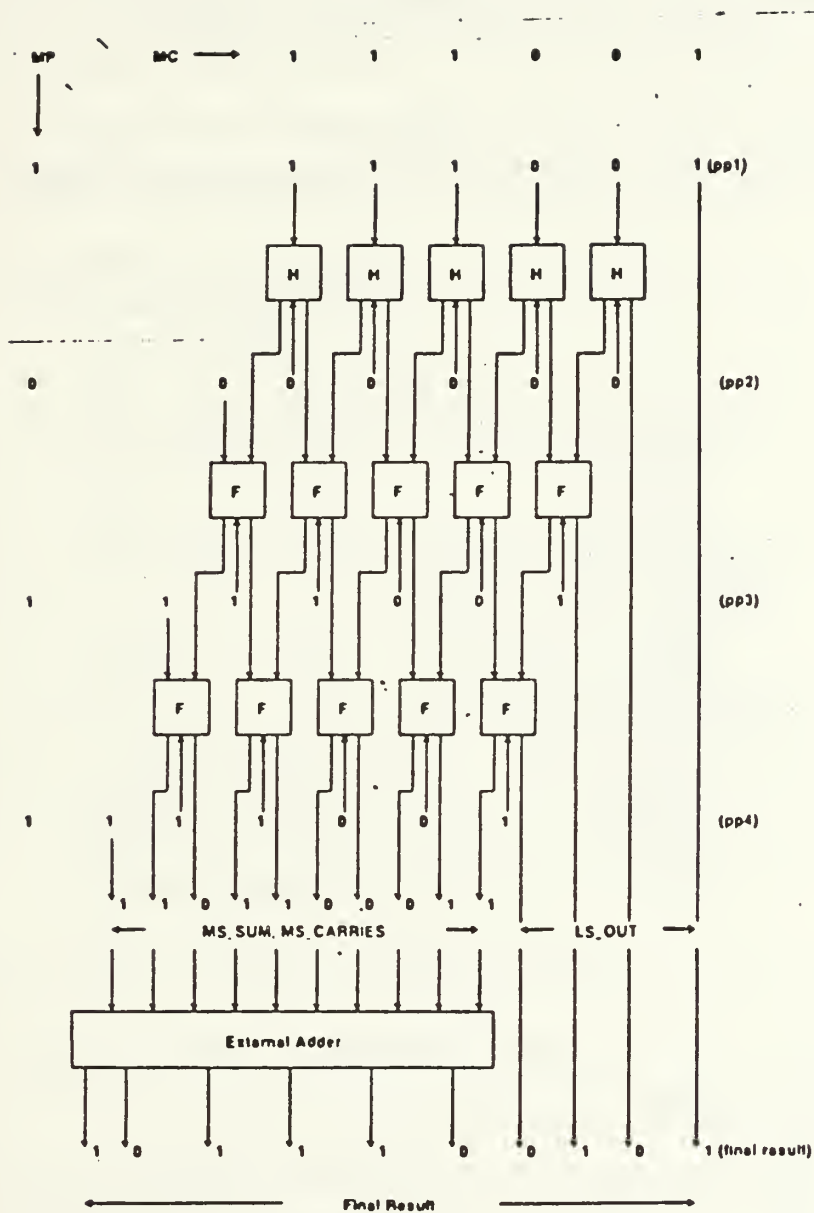 MP MC 1 1 1 0 0 1
1 1 1 1 0 0 1 (pp1)
H H H H H
0 0 0 0 0 0 0 (pp2)
F F F F F
1 1 1 1 0 0 1 (pp3)
F F F F F
1 1 1 1 0 0 1 (pp4)
1 1 0 1 1 0 0 0 1 1
MS_SUM, MS_CARRIES LS_OUT
External Adder
1 0 1 1 1 0 0 1 0 1 (final result)
Final Result